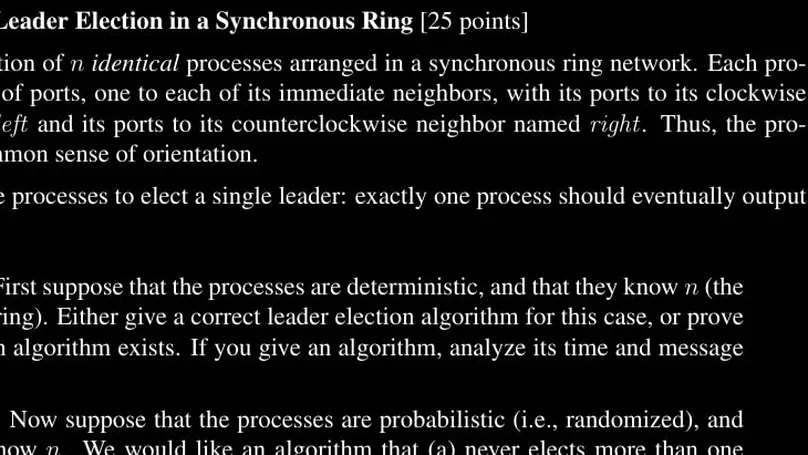 Leader Election in a Synchronous Ring [25 points]
tion of n identical processes arranged in a synchronous ring network. Each pro-
of ports, one to each of its immediate neighbors, with its ports to its clockwise
left and its ports to its counterclockwise neighbor named right. Thus, the pro-
mmon sense of orientation.
e processes to elect a single leader: exactly one process should eventually output
First suppose that the processes are deterministic, and that they know n (the
ring). Either give a correct leader election algorithm for this case, or prove
n algorithm exists. If you give an algorithm, analyze its time and message
Now suppose that the processes are probabilistic (i.e., randomized), and
now n. We would like an algorithm that (a) never elects more than one